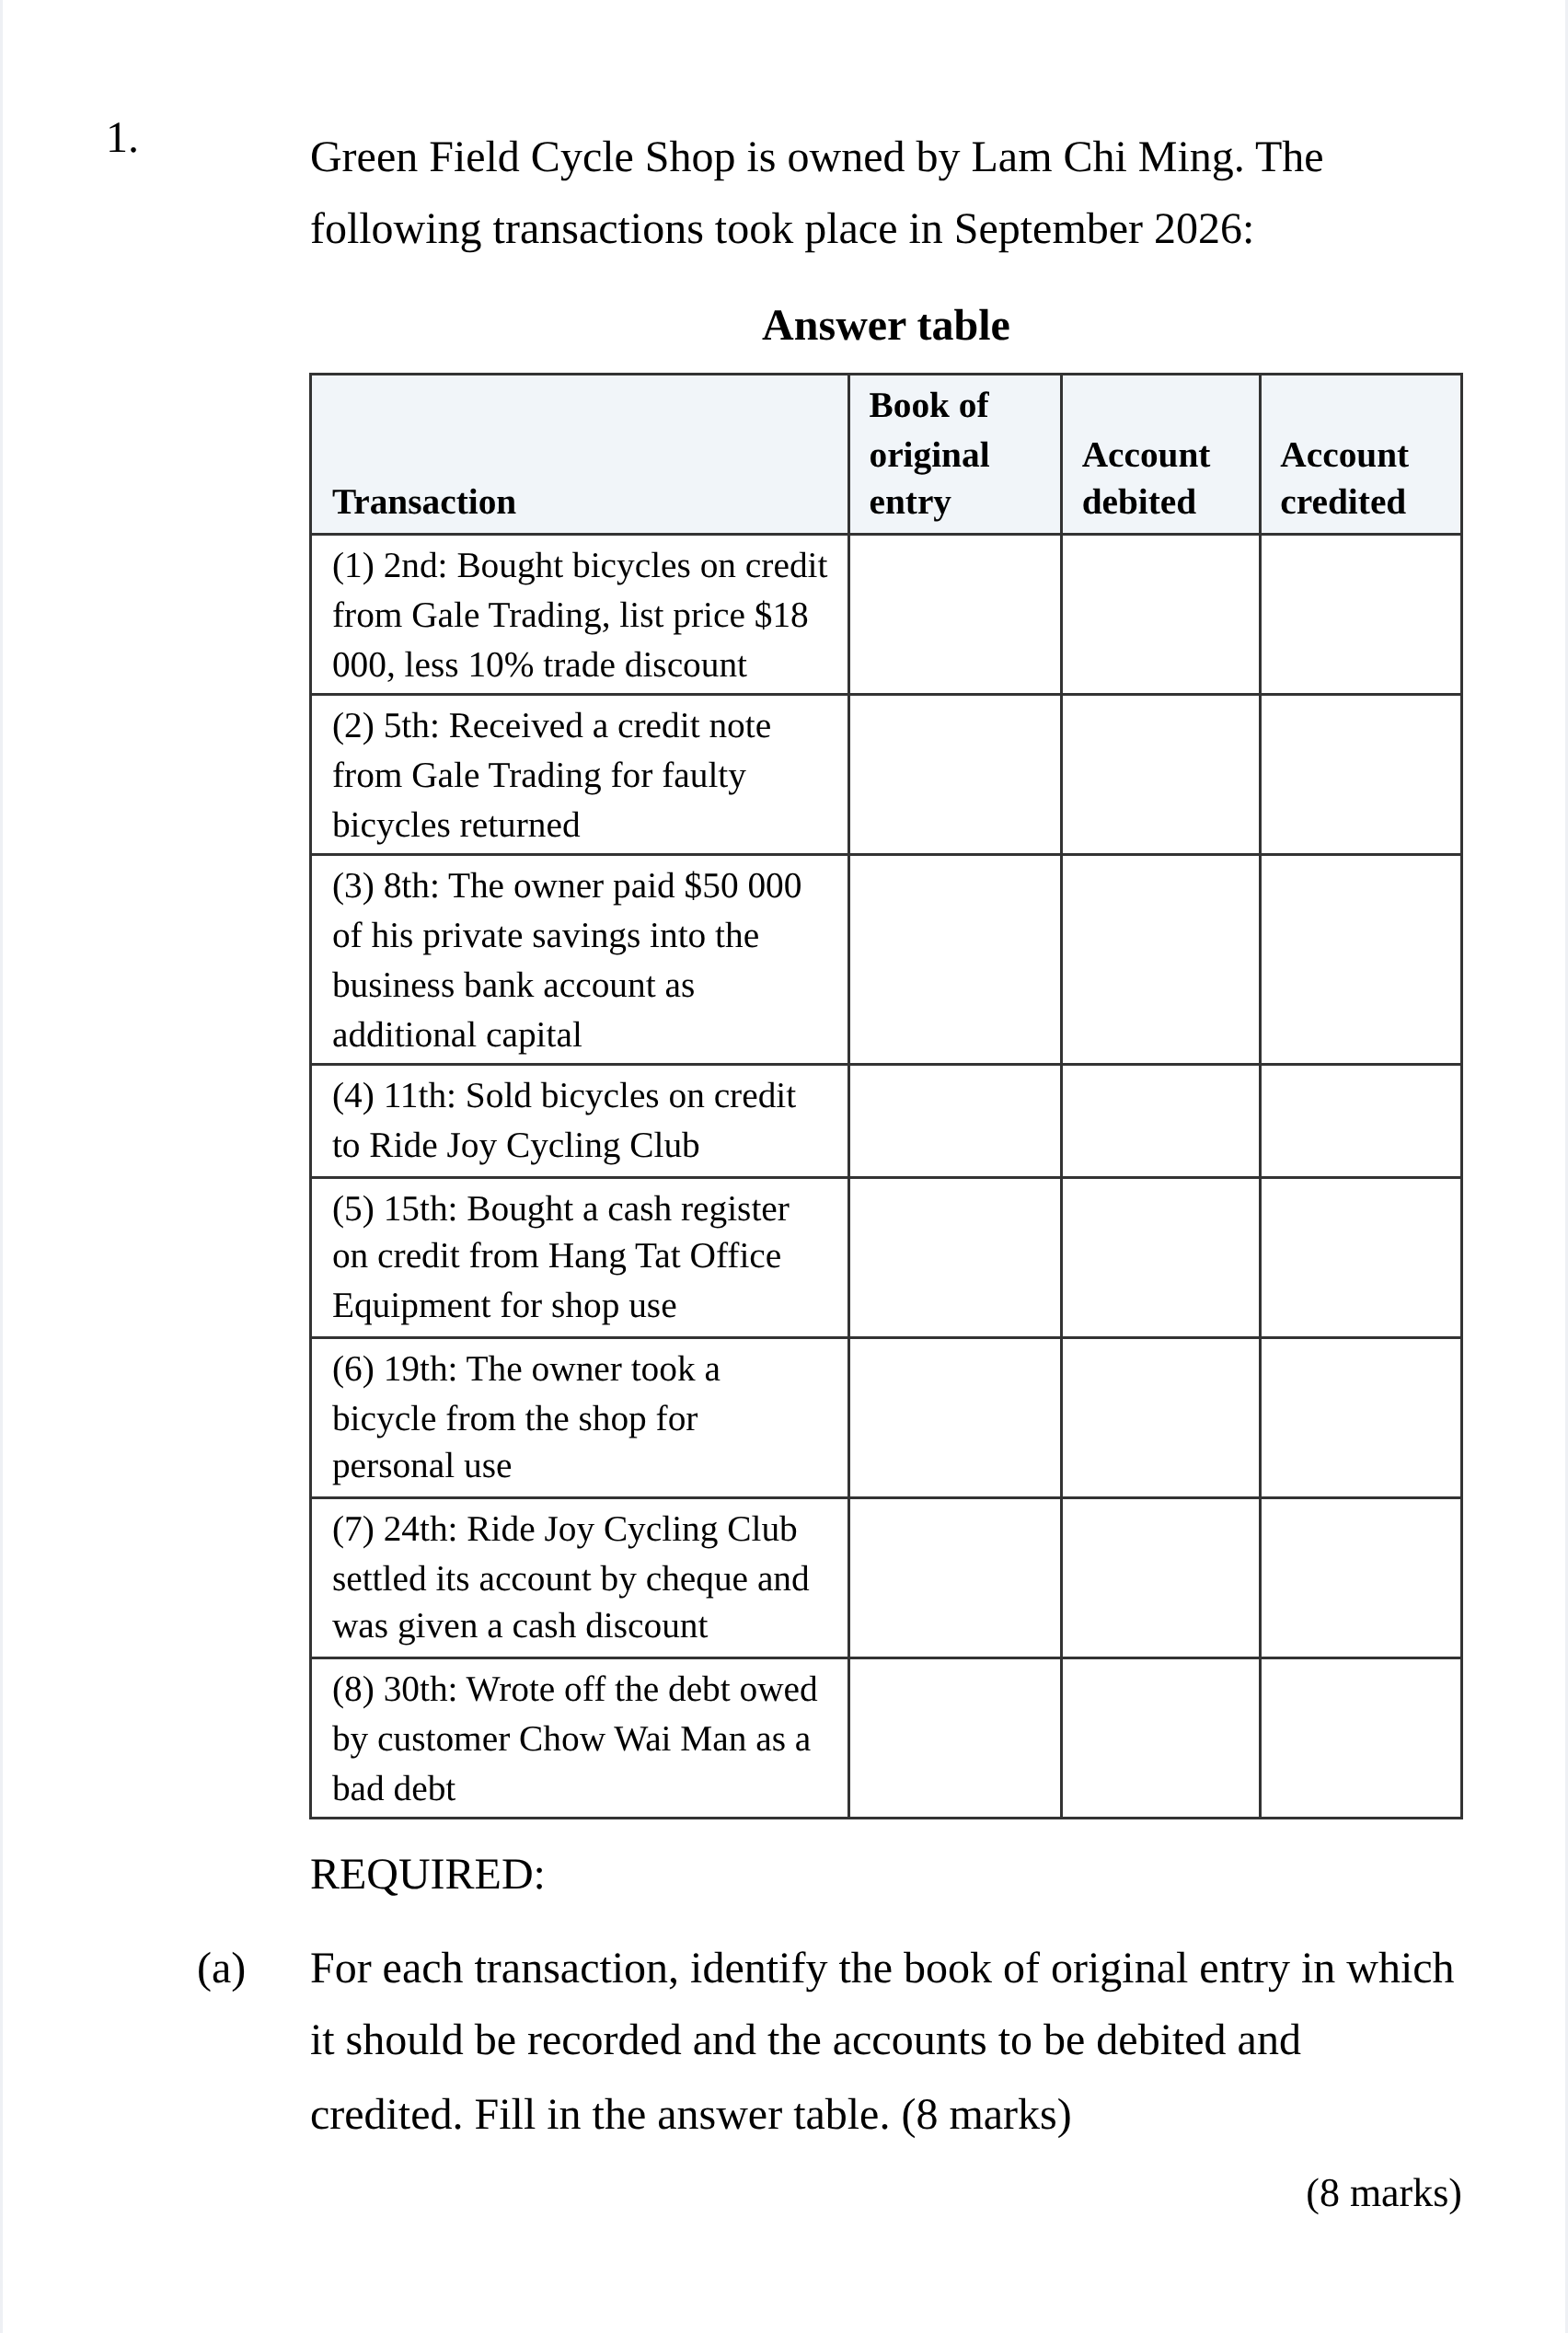 1.
Green Field Cycle Shop is owned by Lam Chi Ming. The
following transactions took place in September 2026:
Answer table
Transaction
Book of
original
entry
Account
debited
Account
credited
(1) 2nd: Bought bicycles on credit
from Gale Trading, list price $18
000, less 10% trade discount
(2) 5th: Received a credit note
from Gale Trading for faulty
bicycles returned
(3) 8th: The owner paid $50 000
of his private savings into the
business bank account as
additional capital
(4) 11th: Sold bicycles on credit
to Ride Joy Cycling Club
(5) 15th: Bought a cash register
on credit from Hang Tat Office
Equipment for shop use
(6) 19th: The owner took a
bicycle from the shop for
personal use
(7) 24th: Ride Joy Cycling Club
settled its account by cheque and
was given a cash discount
(8) 30th: Wrote off the debt owed
by customer Chow Wai Man as a
bad debt
REQUIRED:
(a) For each transaction, identify the book of original entry in which
it should be recorded and the accounts to be debited and
credited. Fill in the answer table. (8 marks)
(8 marks)